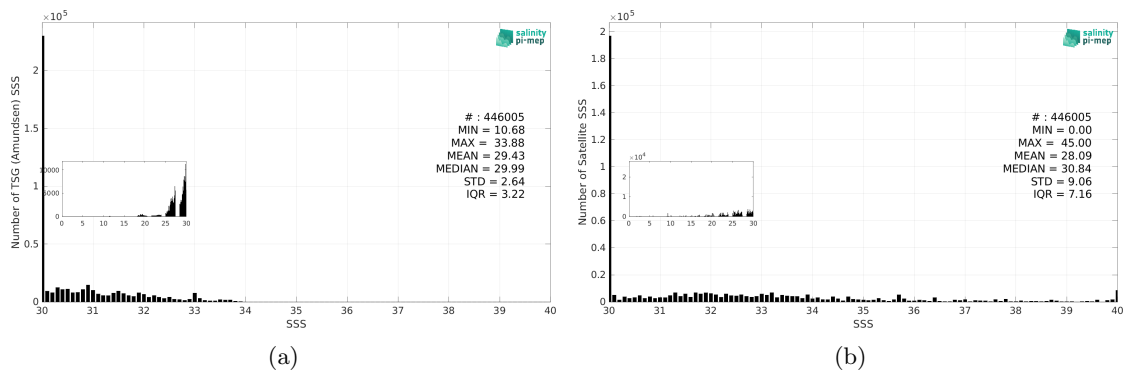 ×10^5
2
1.5
1
0.5
0
30 31 32 33 34 35 36 37 38 39 40
SSS
Number of TSG (Amundsen) SSS
salinity
pi-mep
# : 446005
MIN = 10.68
MAX = 33.88
MEAN = 29.43
MEDIAN = 29.99
STD = 2.64
IQR = 3.22
10000
5000
0
0 5 10 15 20 25 30
(a)
×10^5
2
1.8
1.6
1.4
1.2
1
0.8
0.6
0.4
0.2
0
30 31 32 33 34 35 36 37 38 39 40
SSS
Number of Satellite SSS
salinity
pi-mep
# : 446005
MIN = 0.00
MAX = 45.00
MEAN = 28.09
MEDIAN = 30.84
STD = 9.06
IQR = 7.16
×10^4
2
1
0
0 5 10 15 20 25 30
(b)